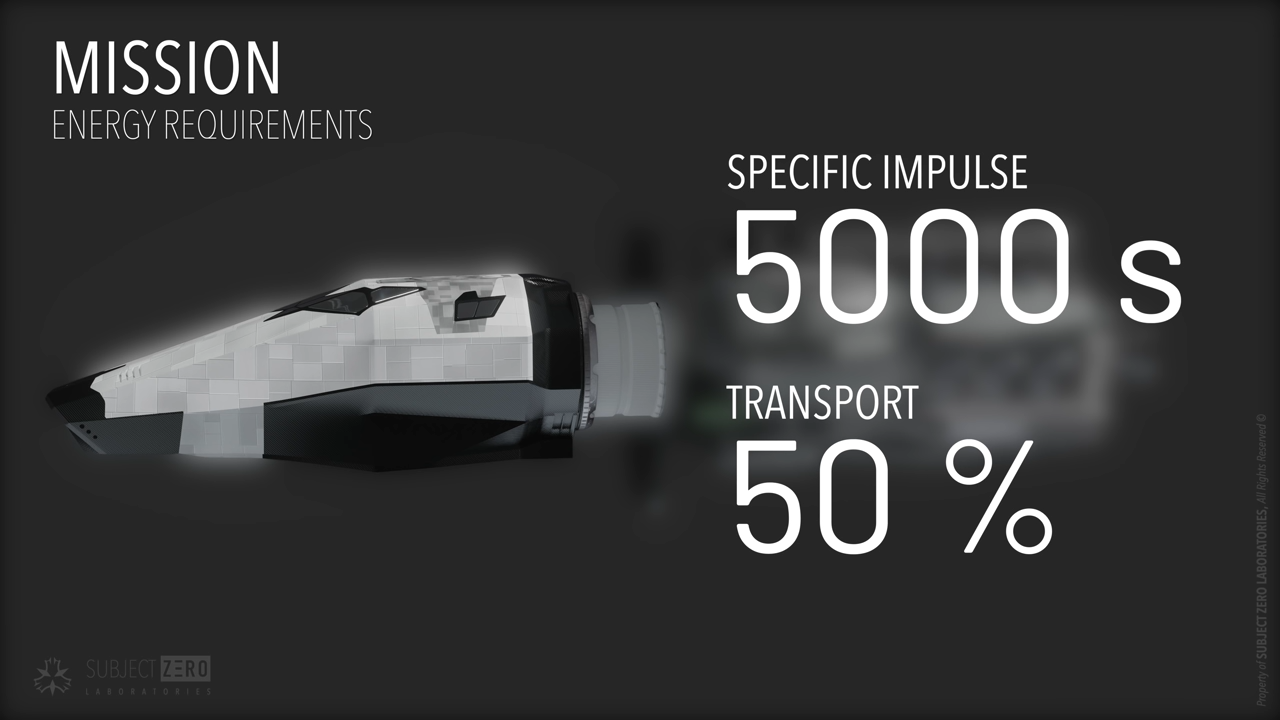 MISSION
ENERGY REQUIREMENTS
SPECIFIC IMPULSE
5000 s
TRANSPORT
50 %
SUBJECT ZERO
LABORATORIES
Property of SUBJECT ZERO LABORATORIES, All Rights Reserved ©